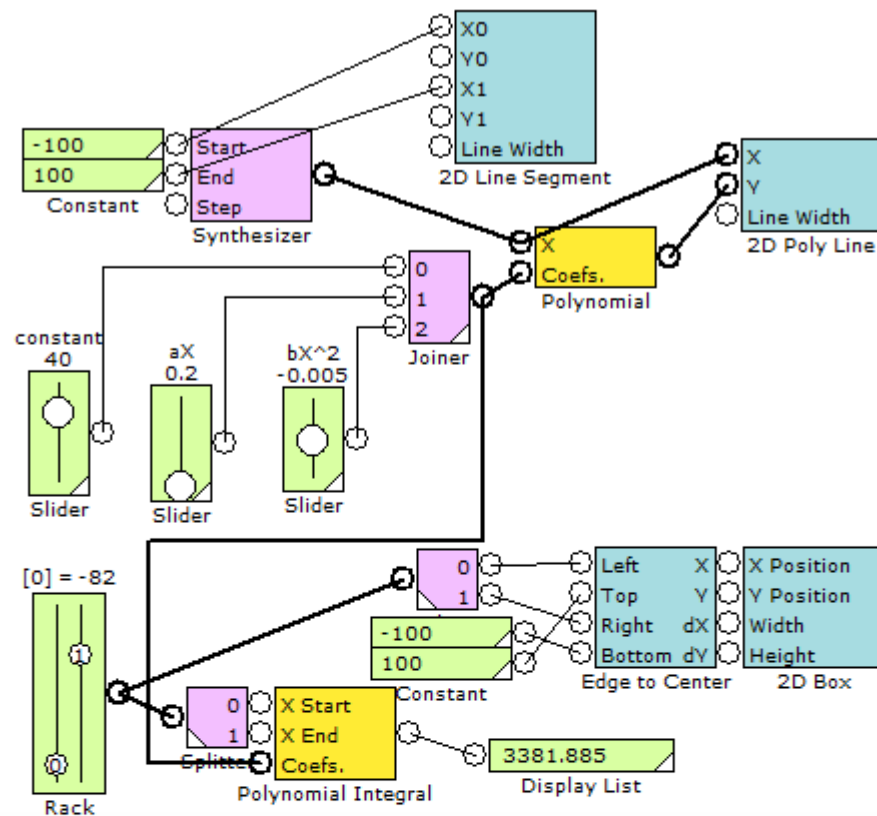 X0
Y0
X1
Y1
Line Width
2D Line Segment
-100
100
Constant
Start
End
Step
Synthesizer
X
Y
Line Width
2D Poly Line
X
Coefs.
Polynomial
0
1
2
Joiner
constant
40
Slider
aX
0.2
Slider
bX^2
-0.005
Slider
[0] = -82
1
0
Rack
0
1
-100
100
Constant
Left X
Top Y
Right dX
Bottom dY
Edge to Center
X Position
Y Position
Width
Height
2D Box
0
1
Splitte
X Start
X End
Coefs.
Polynomial Integral
3381.885
Display List